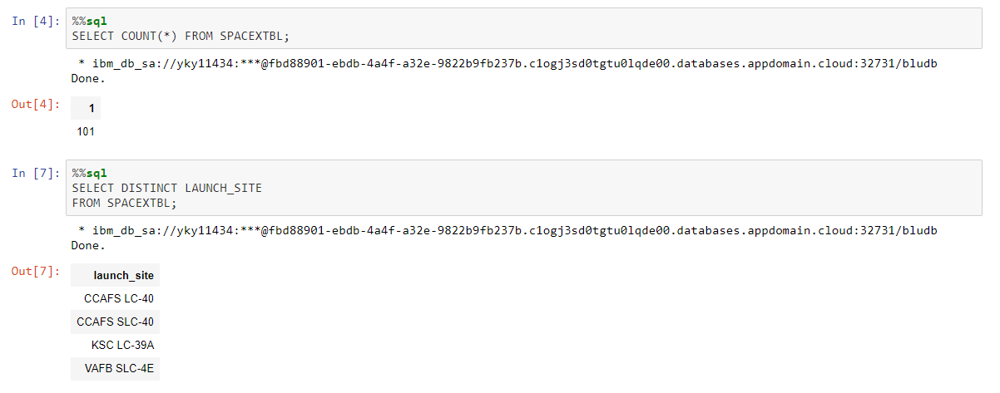 In [4]: %%sql
SELECT COUNT(*) FROM SPACEXTBL;
* ibm_db_sa://yky11434:***@fbd88901-ebdb-4a4f-a32e-9822b9fb237b.c1ogj3sd0tgtu0lqde00.databases.appdomain.cloud:32731/bludb
Done.
Out[4]: 1
101
In [7]: %%sql
SELECT DISTINCT LAUNCH_SITE
FROM SPACEXTBL;
* ibm_db_sa://yky11434:***@fbd88901-ebdb-4a4f-a32e-9822b9fb237b.c1ogj3sd0tgtu0lqde00.databases.appdomain.cloud:32731/bludb
Done.
Out[7]: launch_site
CCAFS LC-40
CCAFS SLC-40
KSC LC-39A
VAFB SLC-4E